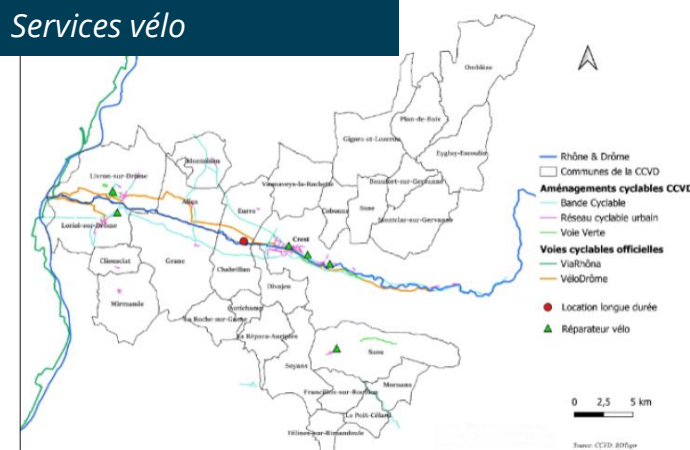 Services vélo
Omblèze
Plan-de-Baix
Gigors-et-Lozeron
Eygluy-Escoulin
Rhône & Drôme
Communes de la CCVD
Aménagements cyclables CCVD
Bande Cyclable
Réseau cyclable urbain
Voie Verte
Voies cyclables officielles
ViaRhôna
VéloDrôme
Location longue durée
Réparateur vélo
Montoison
Livron-sur-Drôme
Vaunaveys-la-Rochette
Beaufort-sur-Gervanne
Allex
Eurre
Cobonne
Suze
Montclar-sur-Gervanne
Loriol-sur-Drôme
Crest
Cliousclat
Grane
Chabrillan
Divajeu
Mirmande
Autichamp
La Roche-sur-Grane
La Répara-Auriples
Saou
Soyans
Francillon-sur-Roubion
Mornans
Le Poët-Célard
Félines-sur-Rimandoule
0 2,5 5 km
Source: CCVD,